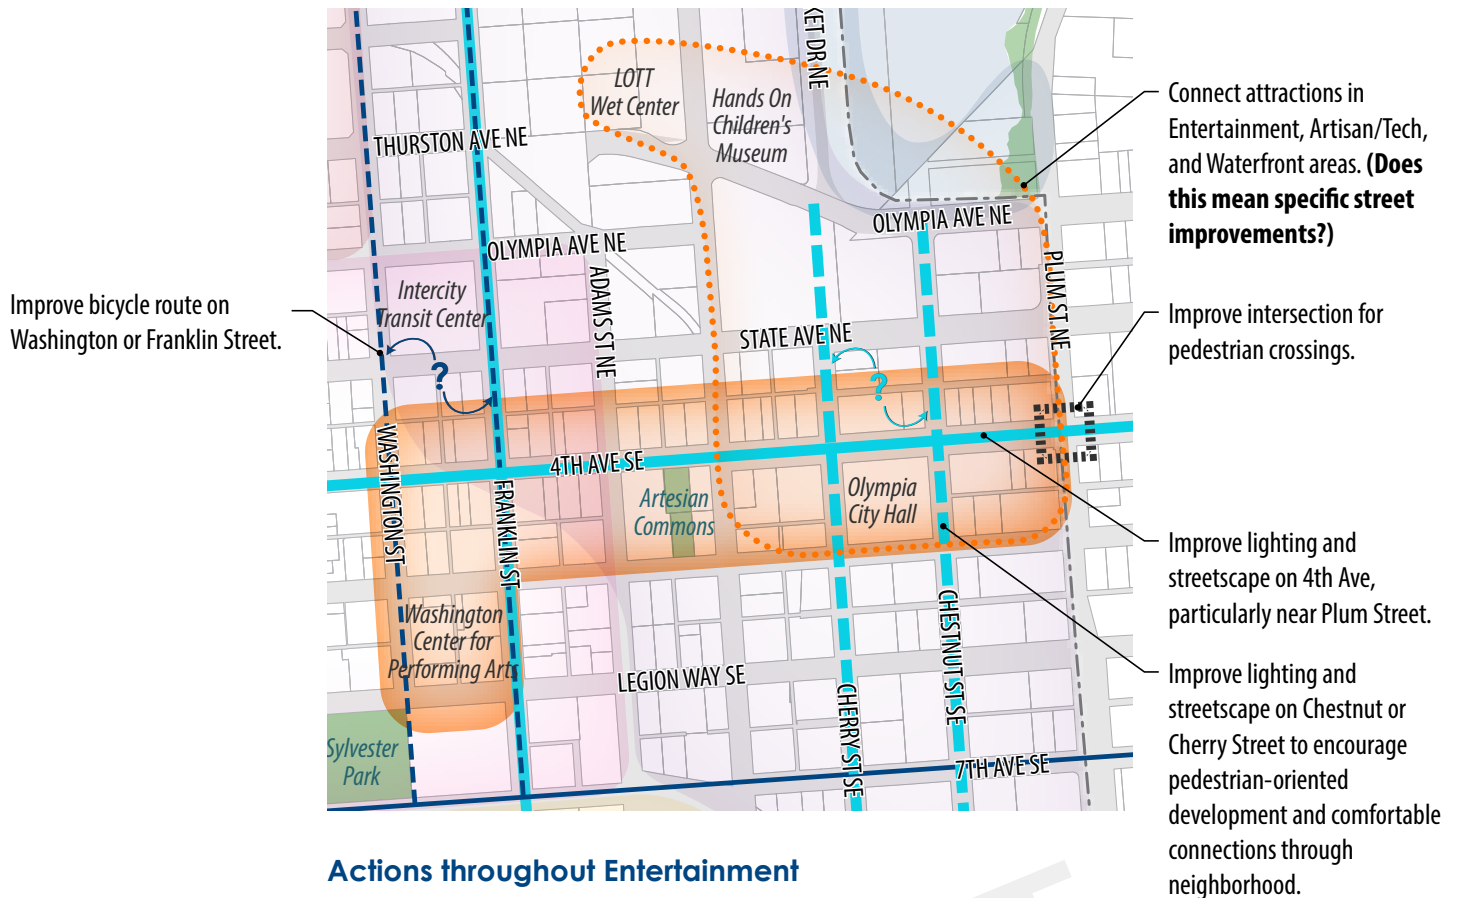 KET DR NE
LOTT
Wet Center
Hands On
Children's
Museum
THURSTON AVE NE
OLYMPIA AVE NE
OLYMPIA AVE NE
ADAMS ST NE
PLUM ST NE
Intercity
Transit Center
STATE AVE NE
?
?
WASHINGTON ST
4TH AVE SE
FRANKLIN ST
Artesian
Commons
Olympia
City Hall
Washington
Center for
Performing Arts
LEGION WAY SE
CHERRY ST SE
CHESTNUT ST SE
Sylvester
Park
7TH AVE SE
Improve bicycle route on
Washington or Franklin Street.
Connect attractions in
Entertainment, Artisan/Tech,
and Waterfront areas. (Does
this mean specific street
improvements?)
Improve intersection for
pedestrian crossings.
Improve lighting and
streetscape on 4th Ave,
particularly near Plum Street.
Improve lighting and
streetscape on Chestnut or
Cherry Street to encourage
pedestrian-oriented
development and comfortable
connections through
neighborhood.
Actions throughout Entertainment